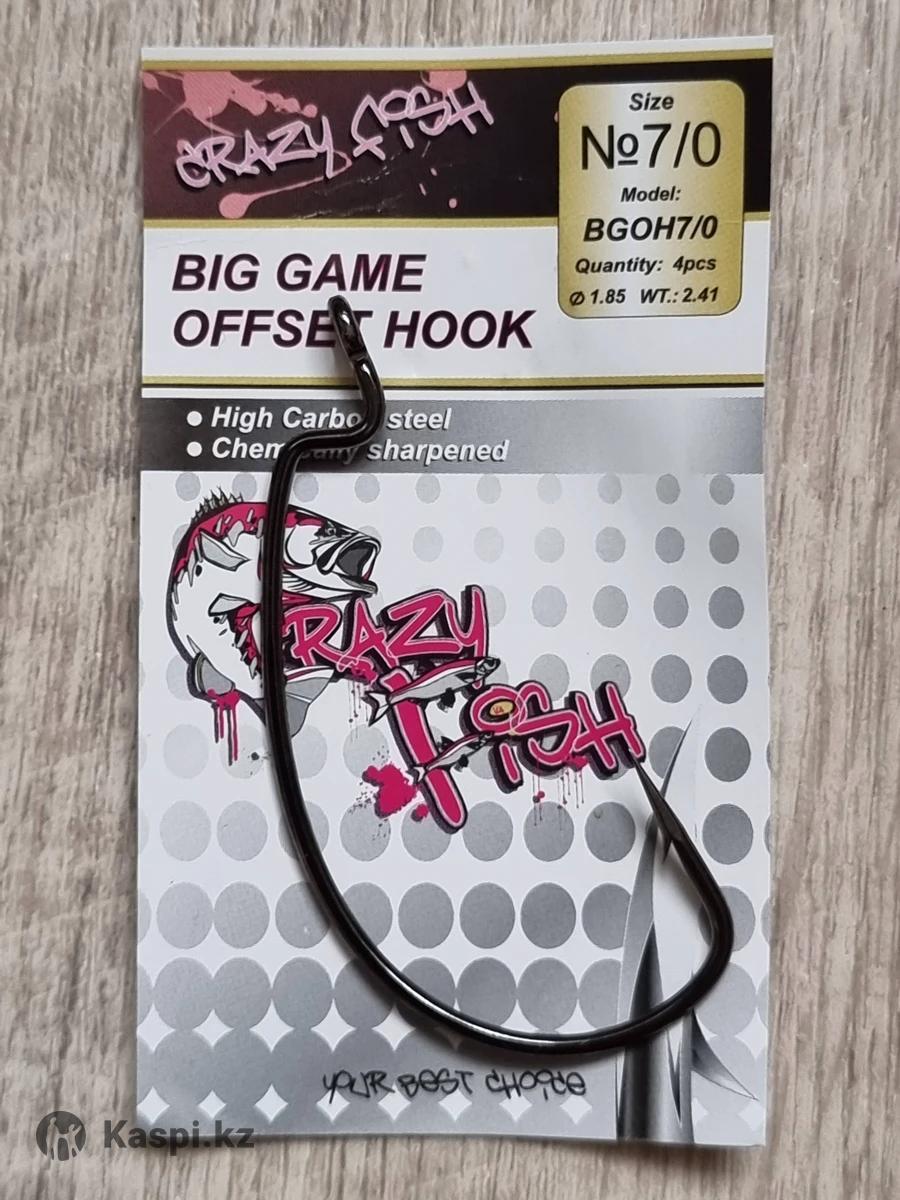 CRAZY FISH
Size
№7/0
Model:
BGOH7/0
Quantity: 4pcs
Ø 1.85 WT.: 2.41
BIG GAME
OFFSET HOOK
● High Carbon steel
● Chemically sharpened
CRAZY
FISH
YOUR BEST CHOICE
Kaspi.kz